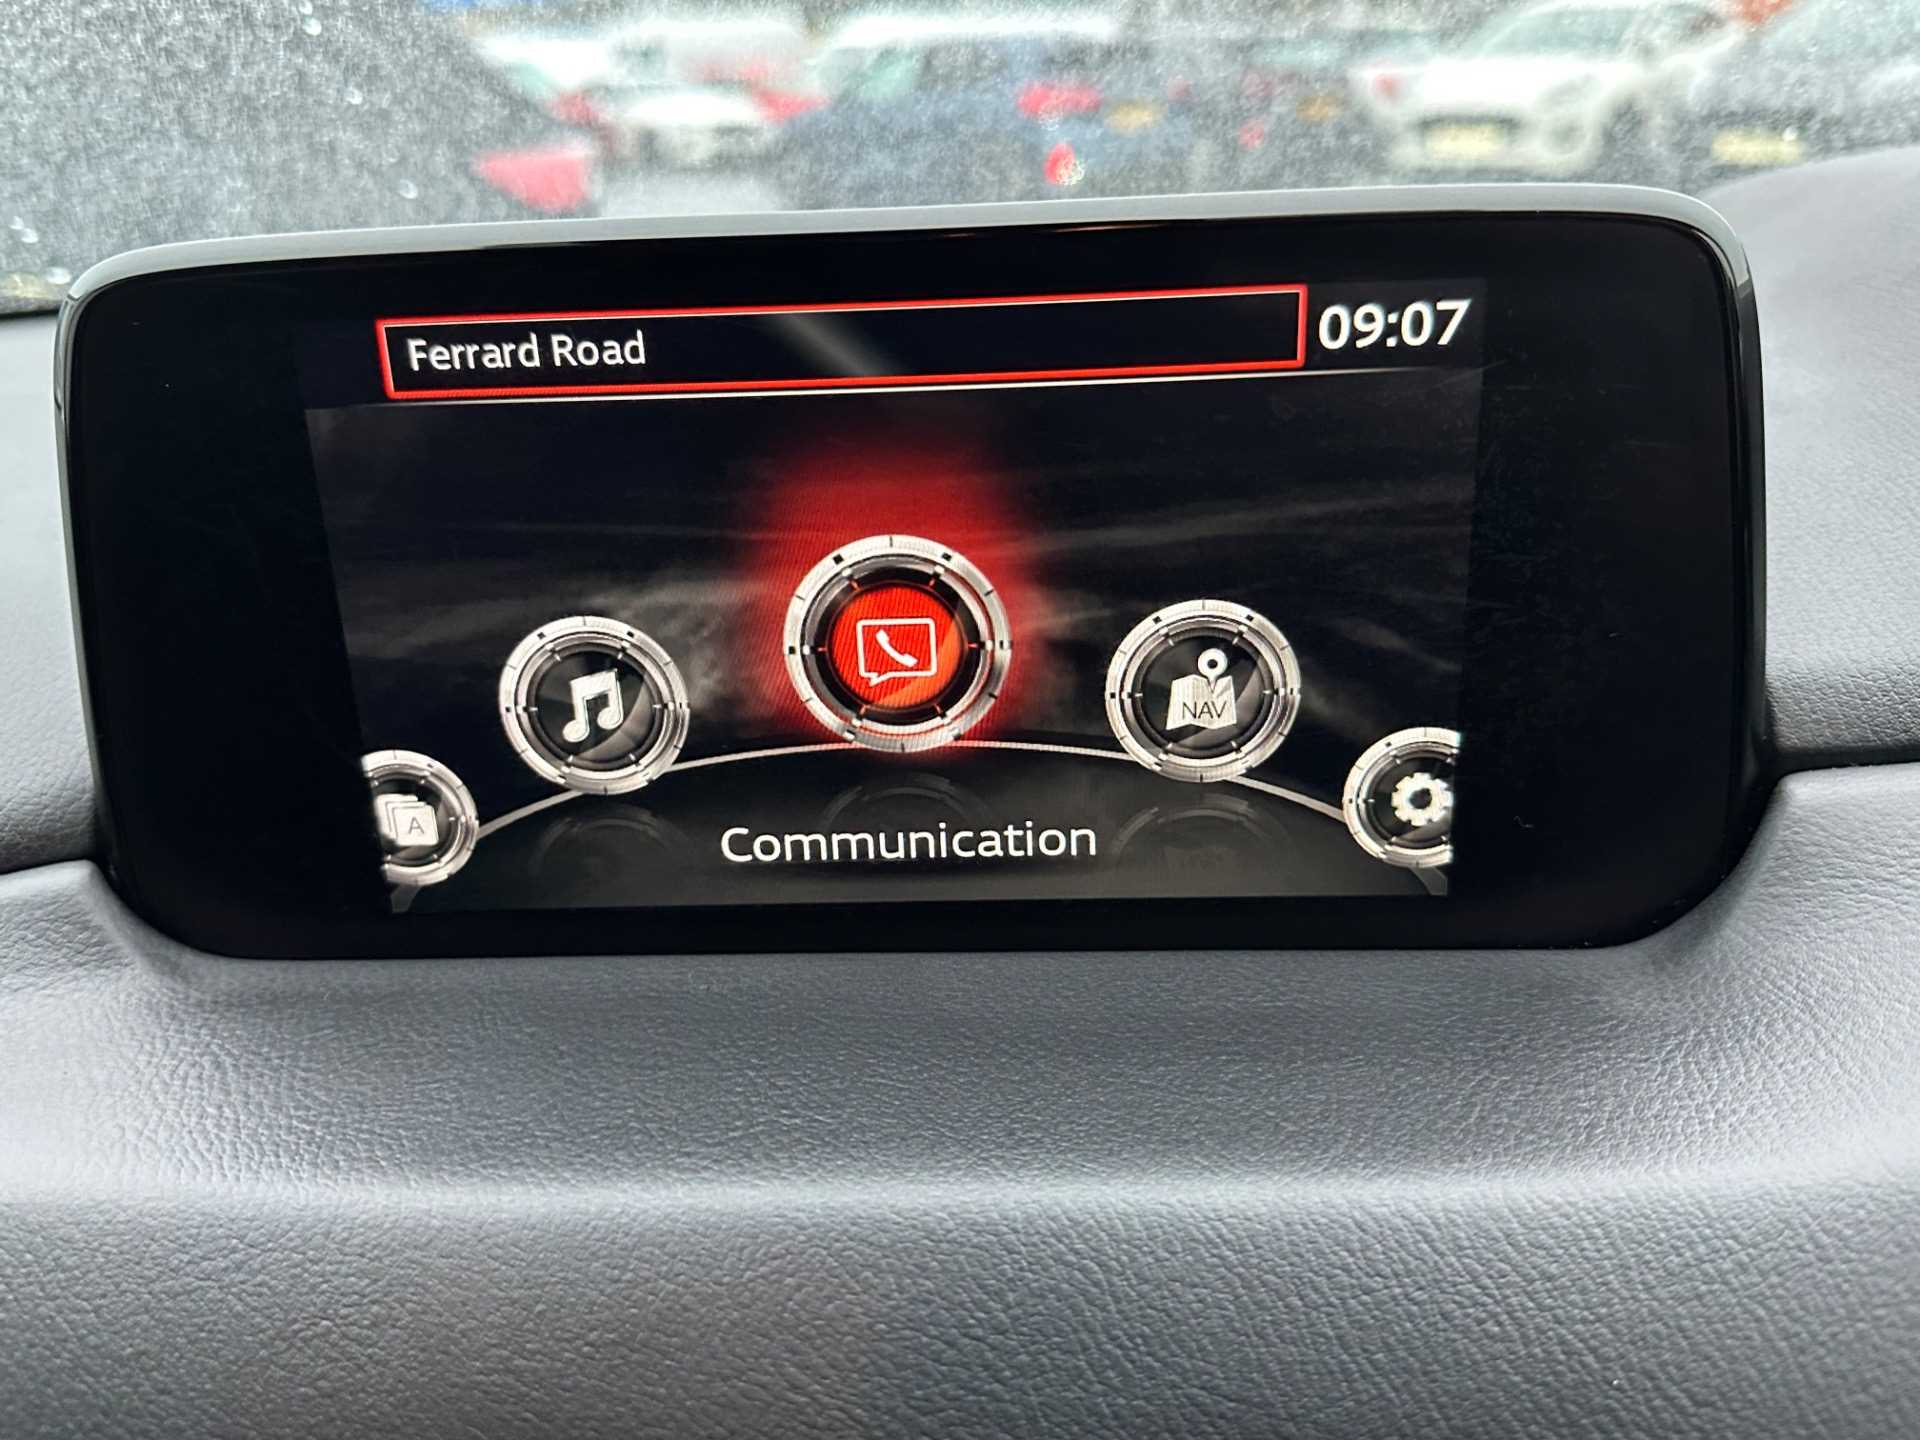 Ferrard Road
09:07
NAV
A
Communication